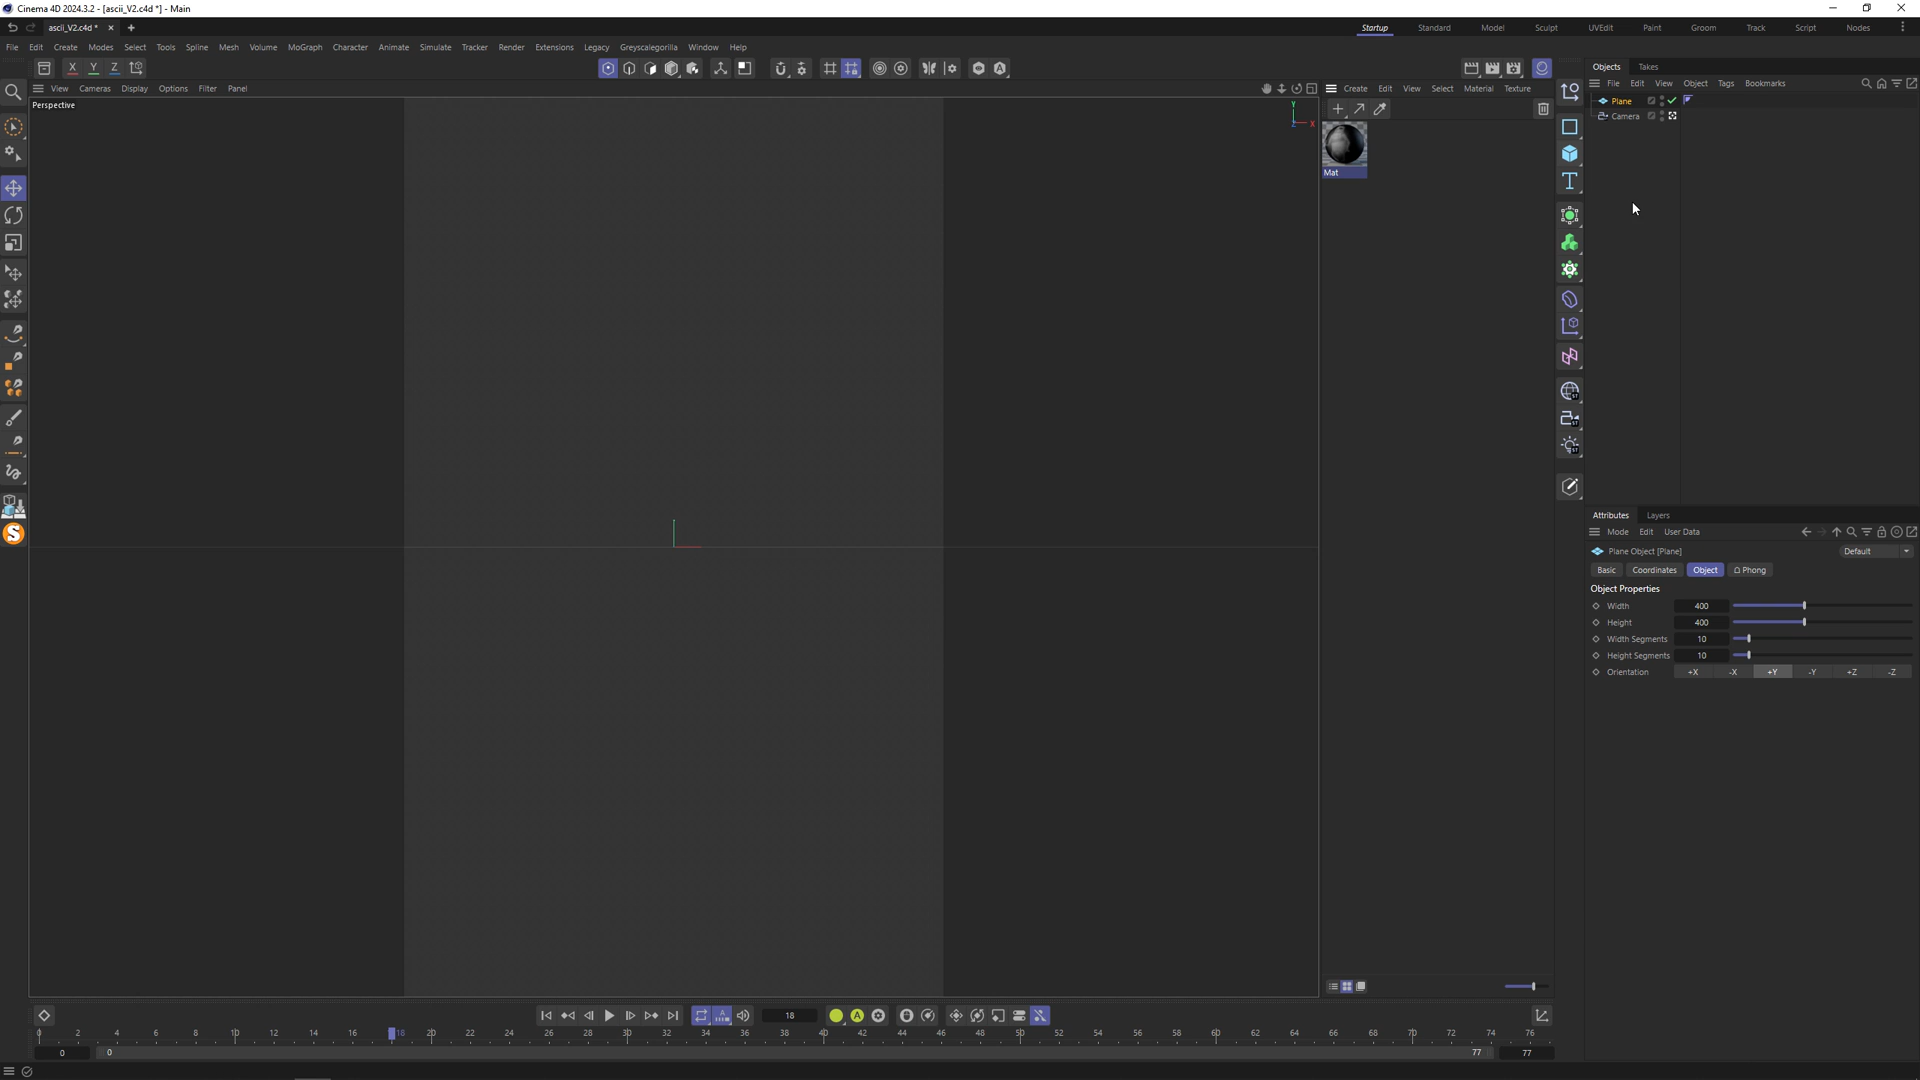 Cinema 4D 2024.3.2 - [ascii_V2.c4d *] - Main
ascii_V2.c4d *
Startup Standard Model Sculpt UVEdit Paint Groom Track Script Nodes
File Edit Create Modes Select Tools Spline Mesh Volume MoGraph Character Animate Simulate Tracker Render Extensions Legacy Greyscalegorilla Window Help
X Y Z
Objects Takes
View Cameras Display Options Filter Panel
Create Edit View Select Material Texture
File Edit View Object Tags Bookmarks
Perspective
Y
X
Z
Plane
Camera
Mat
Attributes Layers
Mode Edit User Data
Plane Object [Plane]
Default
Basic Coordinates Object Phong
Object Properties
Width 400
Height 400
Width Segments 10
Height Segments 10
Orientation +X -X +Y -Y +Z -Z
18
0 2 4 6 8 10 12 14 16 18 20 22 24 26 28 30 32 34 36 38 40 42 44 46 48 50 52 54 56 58 60 62 64 66 68 70 72 74 76
0 0 77 77